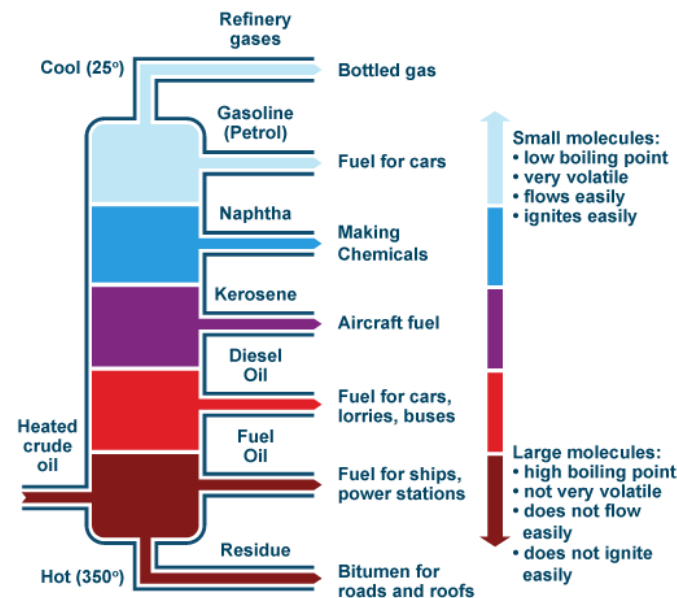 Refinery
gases
Cool (25º)
Bottled gas
Gasoline
(Petrol)
Fuel for cars
Naphtha
Making
Chemicals
Kerosene
Aircraft fuel
Diesel
Oil
Fuel for cars,
lorries, buses
Heated
crude
oil
Fuel
Oil
Fuel for ships,
power stations
Residue
Hot (350º)
Bitumen for
roads and roofs
Small molecules:
• low boiling point
• very volatile
• flows easily
• ignites easily
Large molecules:
• high boiling point
• not very volatile
• does not flow
easily
• does not ignite
easily